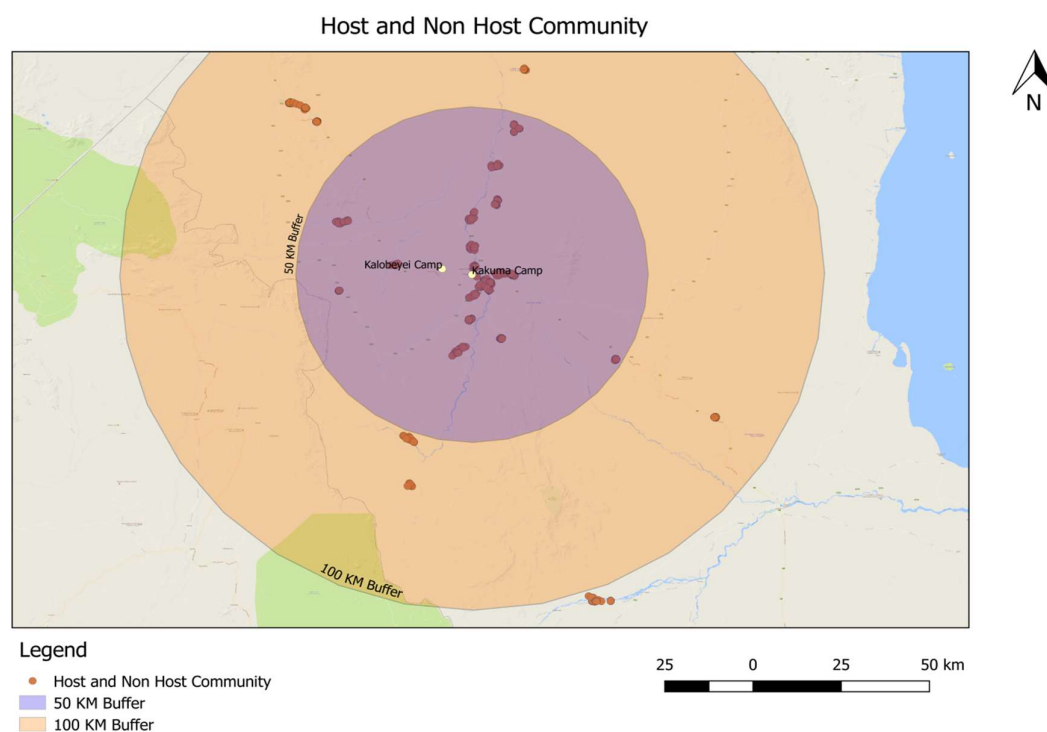 Host and Non Host Community
N
50 KM Buffer
Kalobeyei Camp
Kakuma Camp
100 KM Buffer
Legend
Host and Non Host Community
50 KM Buffer
100 KM Buffer
25 0 25 50 km